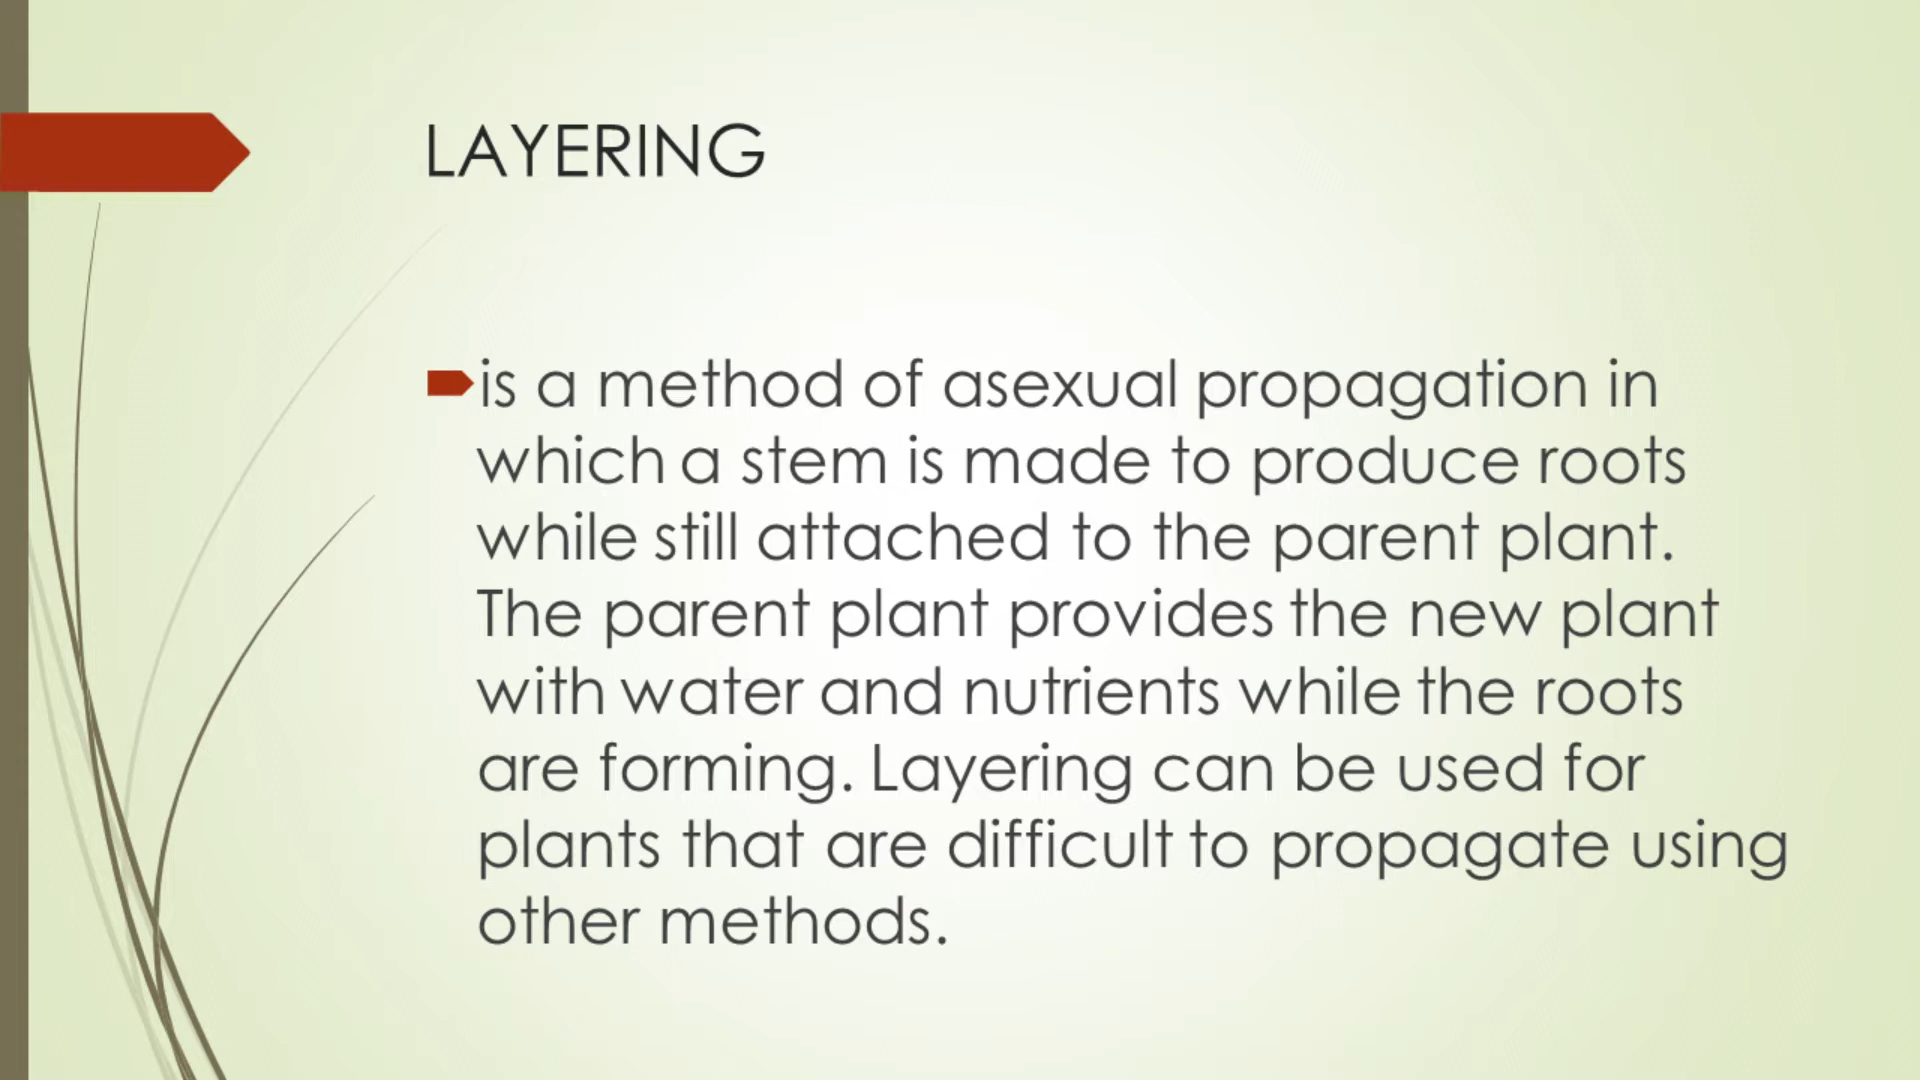 LAYERING
is a method of asexual propagation in
which a stem is made to produce roots
while still attached to the parent plant.
The parent plant provides the new plant
with water and nutrients while the roots
are forming. Layering can be used for
plants that are difficult to propagate using
other methods.